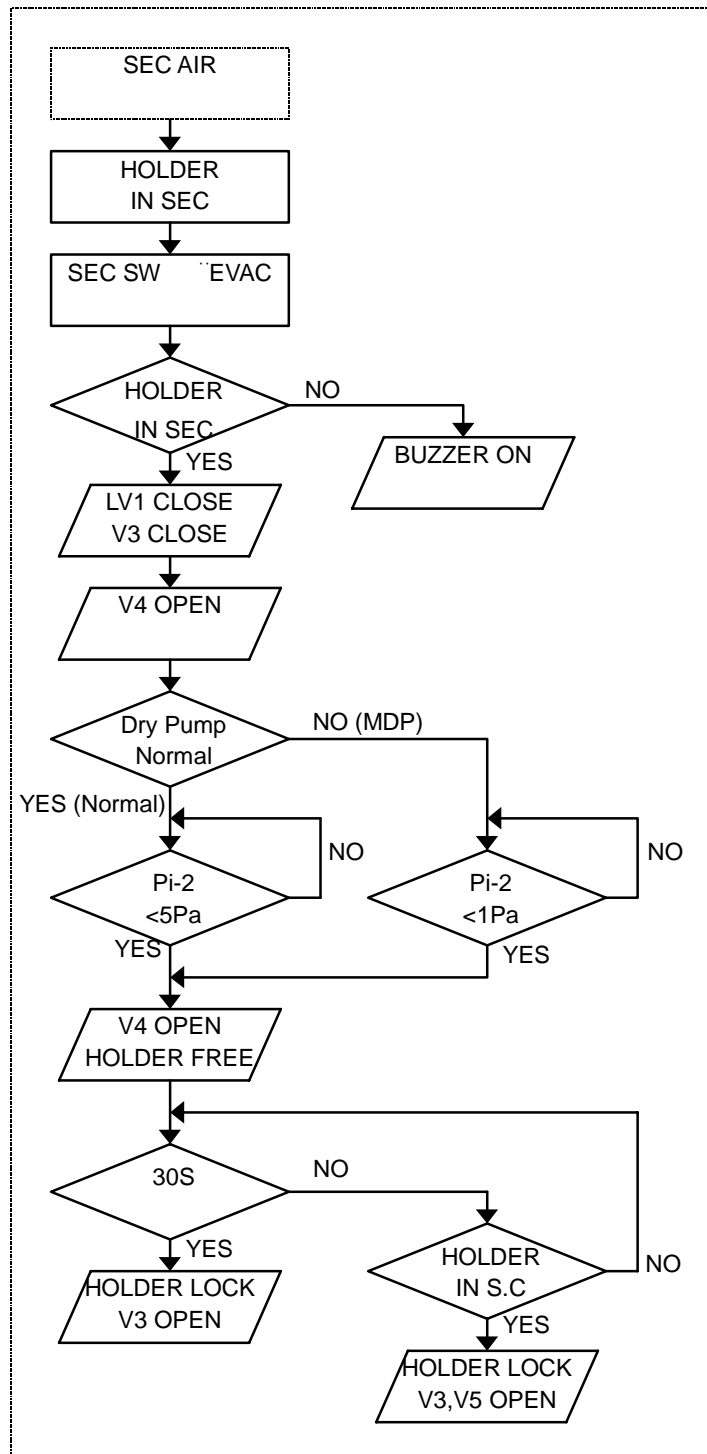 SEC AIR
HOLDER
IN SEC
SEC SW ¨EVAC
HOLDER
IN SEC
NO
YES
BUZZER ON
LV1 CLOSE
V3 CLOSE
V4 OPEN
Dry Pump
Normal
NO (MDP)
YES (Normal)
NO
NO
Pi-2
<5Pa
Pi-2
<1Pa
YES
YES
V4 OPEN
HOLDER FREE
30S
NO
YES
HOLDER
IN S.C
NO
HOLDER LOCK
V3 OPEN
YES
HOLDER LOCK
V3,V5 OPEN